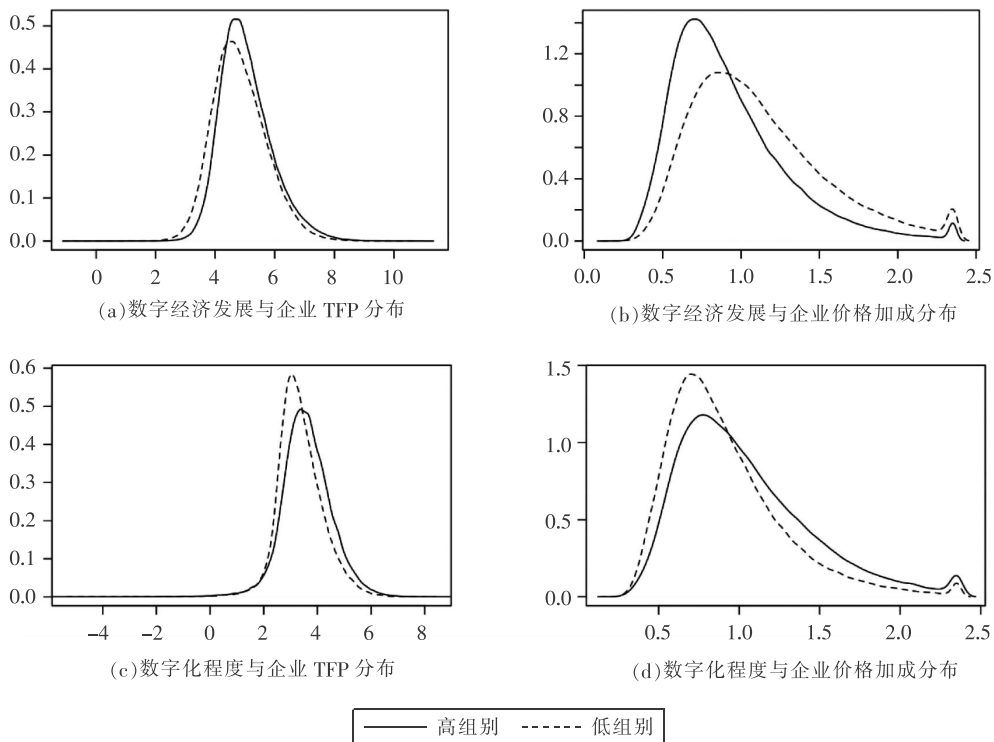 0.5
0.4
0.3
0.2
0.1
0.0
0 2 4 6 8 10
(a)数字经济发展与企业 TFP 分布
1.2
0.8
0.4
0.0
0.0 0.5 1.0 1.5 2.0 2.5
(b)数字经济发展与企业价格加成分布
0.6
0.5
0.4
0.3
0.2
0.1
0.0
-4 -2 0 2 4 6 8
(c)数字化程度与企业 TFP 分布
1.5
1.0
0.5
0.0
0.5 1.0 1.5 2.0 2.5
(d)数字化程度与企业价格加成分布
高组别 低组别